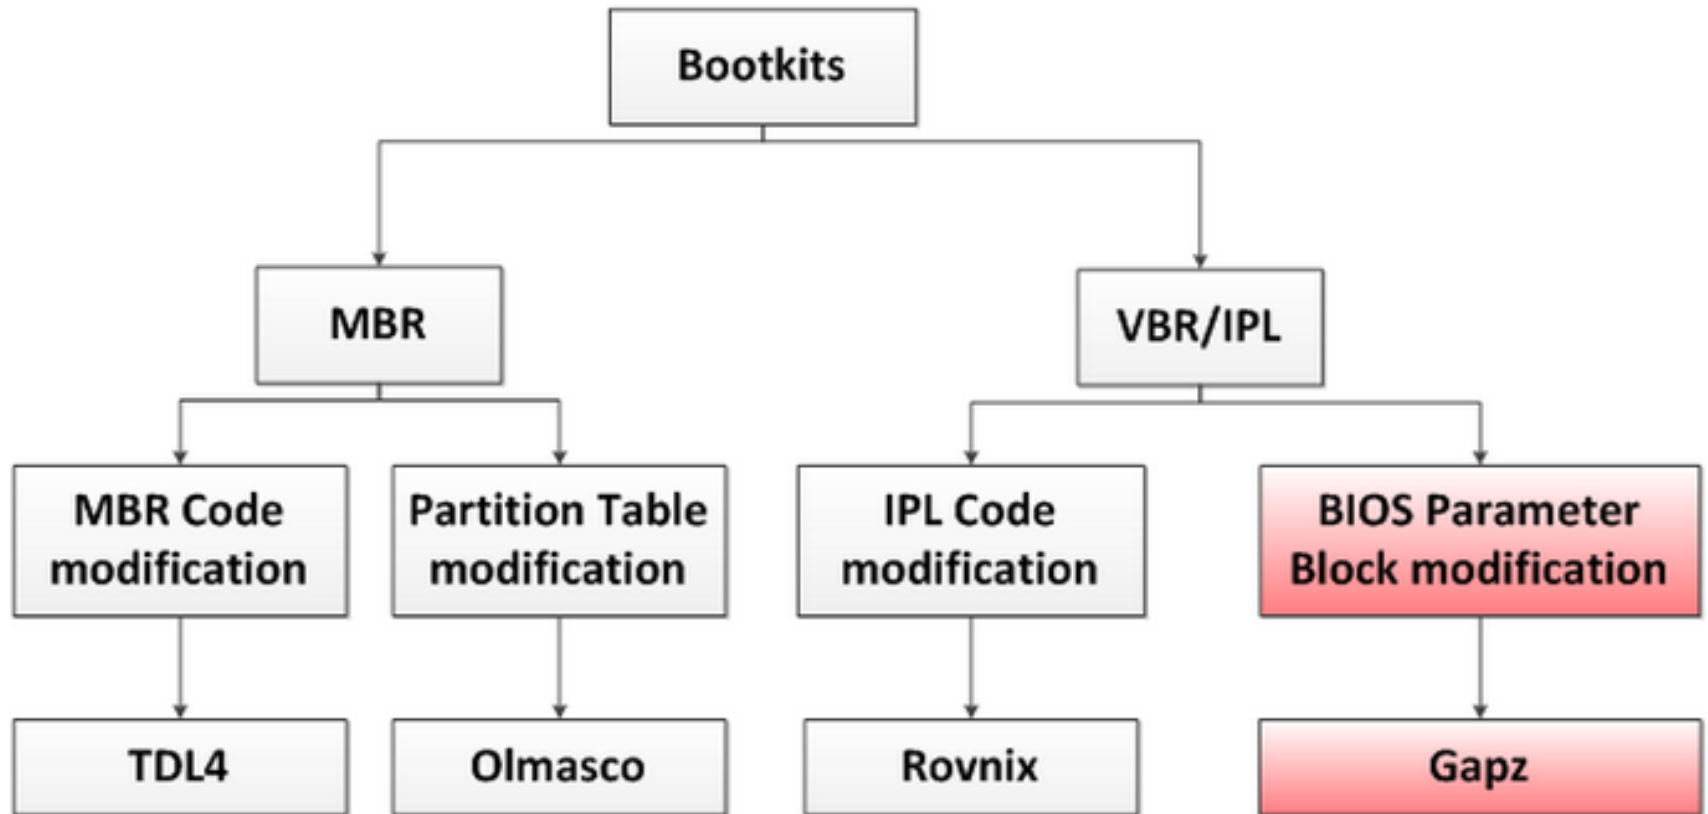 Bootkits
MBR
VBR/IPL
MBR Code
modification
Partition Table
modification
IPL Code
modification
BIOS Parameter
Block modification
TDL4
Olmasco
Rovnix
Gapz